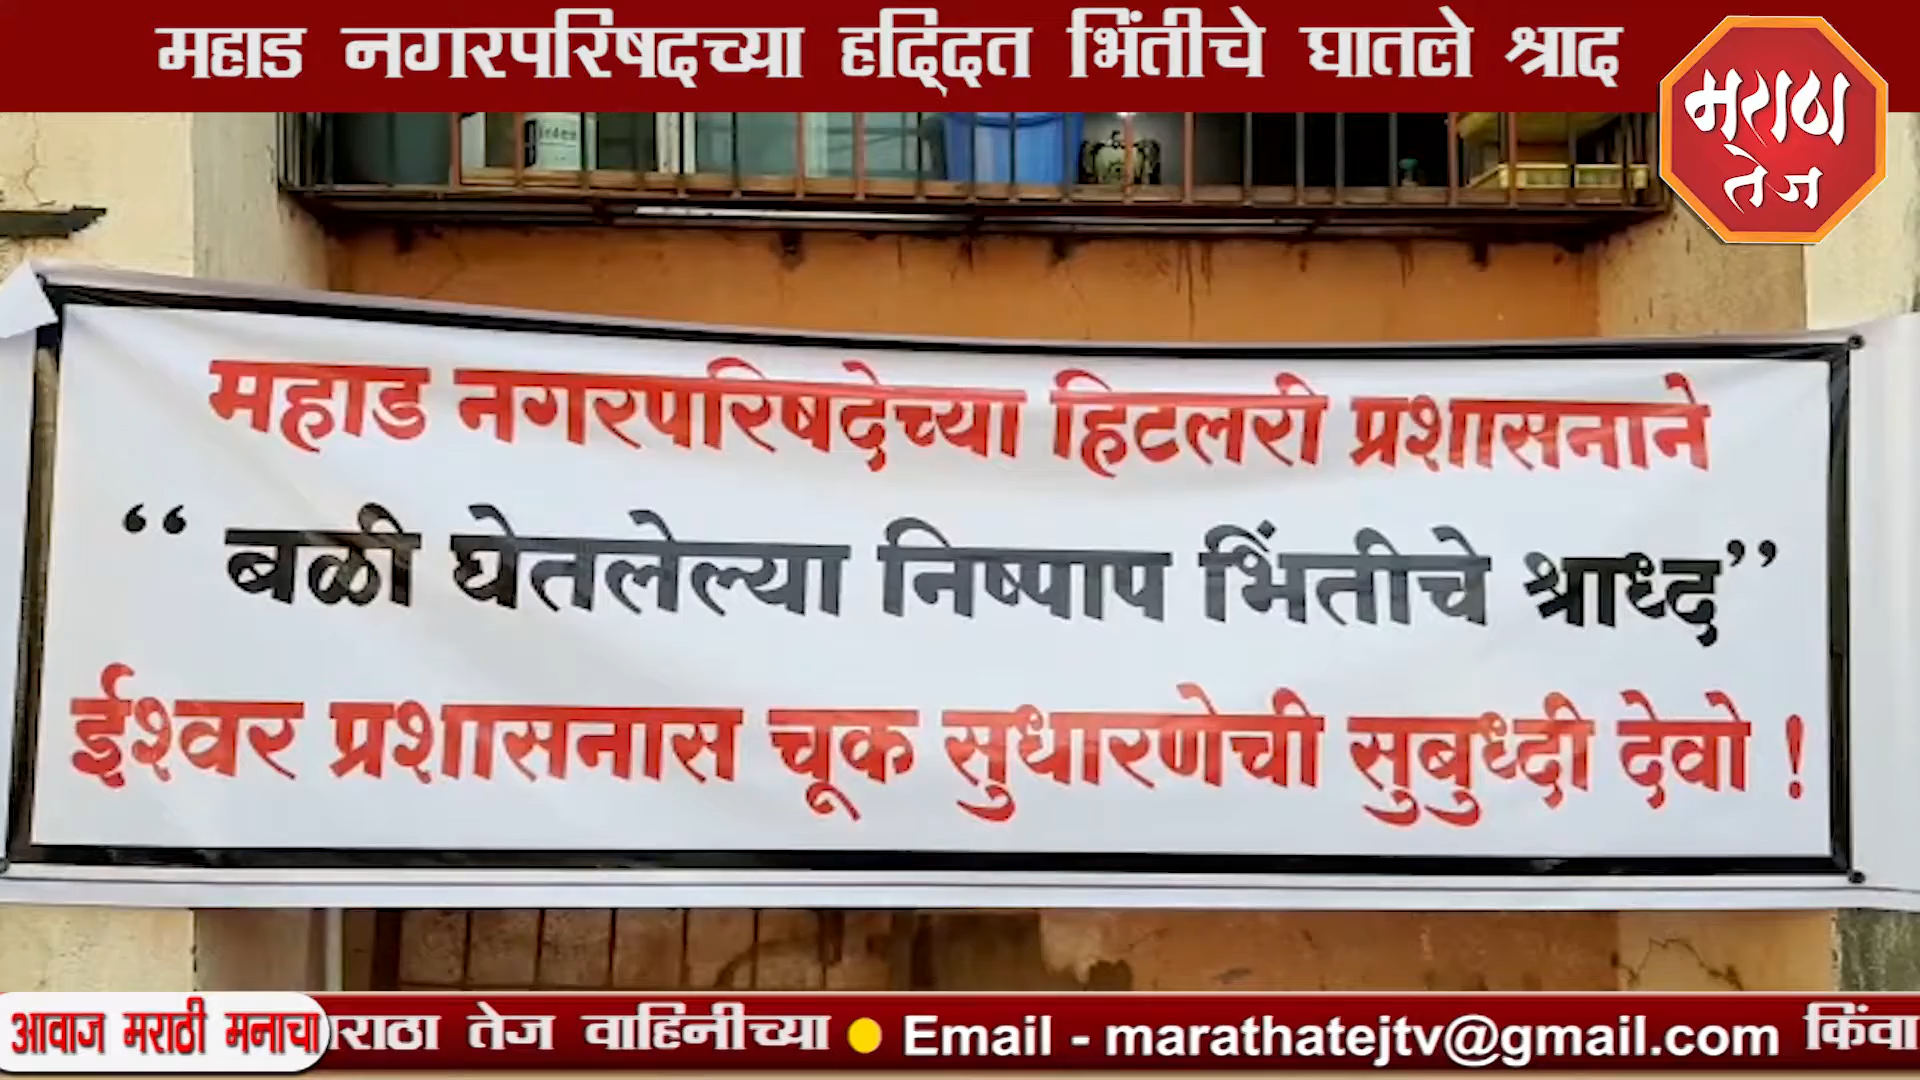 महाड नगरपरिषदच्या हद्दित भिंतीचे घातले श्राद
मराठा
तेज
महाड नगरपरिषदेच्या हिटलरी प्रशासनाने
“ बळी घेतलेल्या निष्पाप भिंतीचे श्राध्द”
ईश्वर प्रशासनास चूक सुधारणेची सुबुध्दी देवो !
आवाज मराठी मनाचा
राठा तेज वाहिनीच्या Email - marathatejtv@gmail.com किंवा